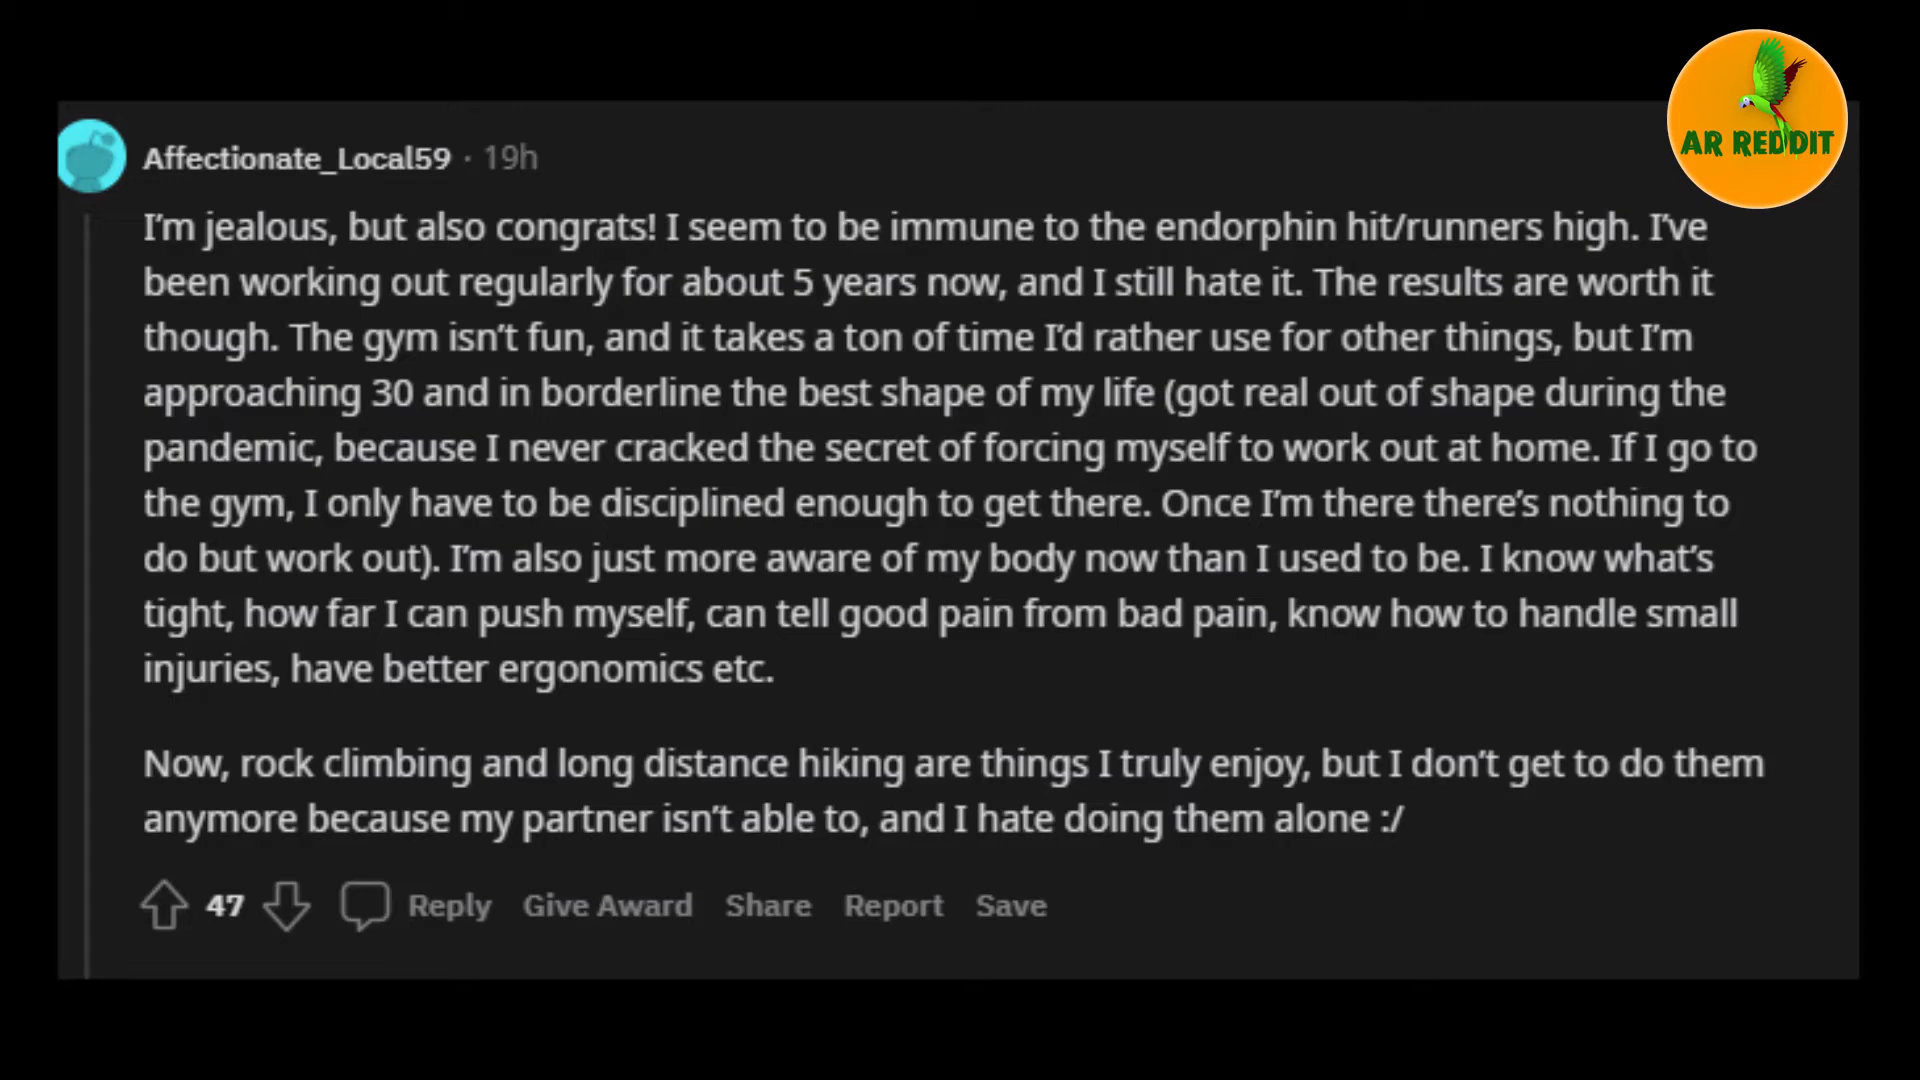 AR REDDIT
Affectionate_Local59 · 19h
I'm jealous, but also congrats! I seem to be immune to the endorphin hit/runners high. I've
been working out regularly for about 5 years now, and I still hate it. The results are worth it
though. The gym isn't fun, and it takes a ton of time I'd rather use for other things, but I'm
approaching 30 and in borderline the best shape of my life (got real out of shape during the
pandemic, because I never cracked the secret of forcing myself to work out at home. If I go to
the gym, I only have to be disciplined enough to get there. Once I'm there there's nothing to
do but work out). I'm also just more aware of my body now than I used to be. I know what's
tight, how far I can push myself, can tell good pain from bad pain, know how to handle small
injuries, have better ergonomics etc.
Now, rock climbing and long distance hiking are things I truly enjoy, but I don't get to do them
anymore because my partner isn't able to, and I hate doing them alone :/
47 Reply Give Award Share Report Save